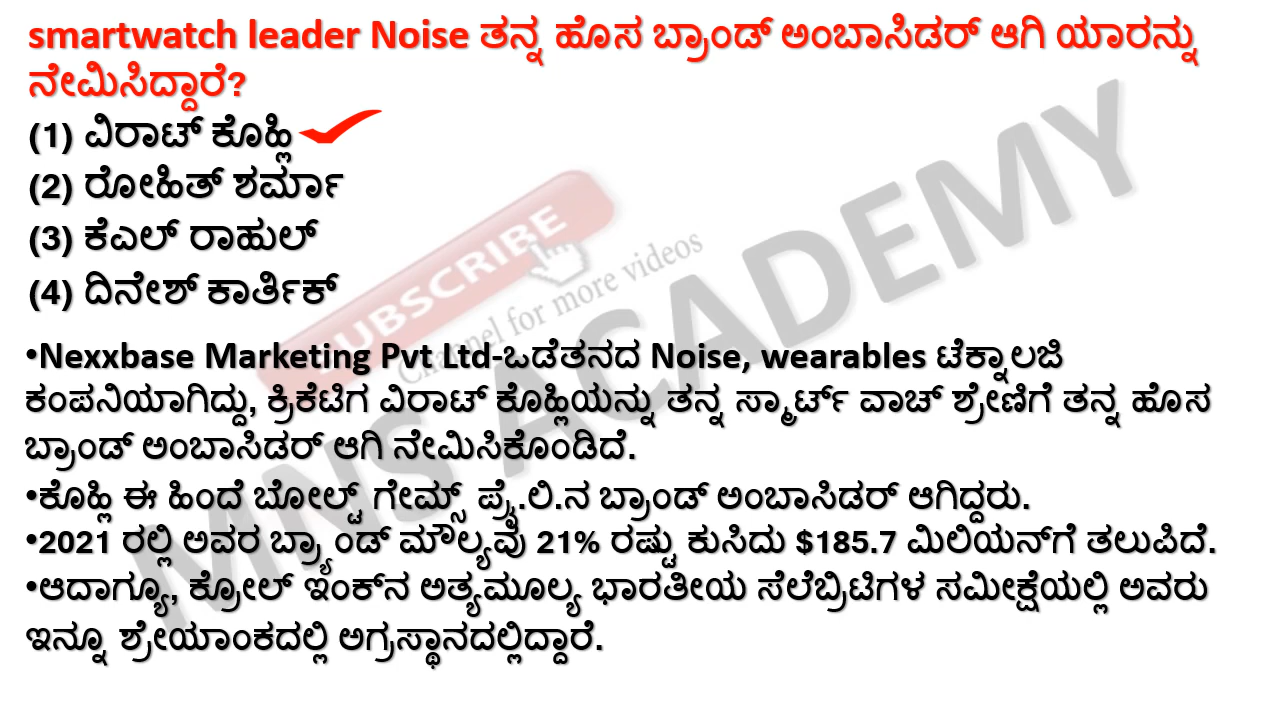 smartwatch leader Noise ತನ್ನ ಹೊಸ ಬ್ರಾಂಡ್ ಅಂಬಾಸಿಡರ್ ಆಗಿ ಯಾರನ್ನು
ನೇಮಿಸಿದ್ದಾರೆ?
(1) ವಿರಾಟ್ ಕೊಹ್ಲಿ
(2) ರೋಹಿತ್ ಶರ್ಮಾ
(3) ಕೆಎಲ್ ರಾಹುಲ್
(4) ದಿನೇಶ್ ಕಾರ್ತಿಕ್
SUBSCRIBE
Channel for more videos
MNS ACADEMY
•Nexxbase Marketing Pvt Ltd-ಒಡೆತನದ Noise, wearables ಟೆಕ್ನಾಲಜಿ
ಕಂಪನಿಯಾಗಿದ್ದು, ಕ್ರಿಕೆಟಿಗ ವಿರಾಟ್ ಕೊಹ್ಲಿಯನ್ನು ತನ್ನ ಸ್ಮಾರ್ಟ್ ವಾಚ್ ಶ್ರೇಣಿಗೆ ತನ್ನ ಹೊಸ
ಬ್ರಾಂಡ್ ಅಂಬಾಸಿಡರ್ ಆಗಿ ನೇಮಿಸಿಕೊಂಡಿದೆ.
•ಕೊಹ್ಲಿ ಈ ಹಿಂದೆ ಬೋಲ್ಟ್ ಗೇಮ್ಸ್ ಪ್ರೈ.ಲಿ.ನ ಬ್ರಾಂಡ್ ಅಂಬಾಸಿಡರ್ ಆಗಿದ್ದರು.
•2021 ರಲ್ಲಿ ಅವರ ಬ್ರ್ಯಾಂಡ್ ಮೌಲ್ಯವು 21% ರಷ್ಟು ಕುಸಿದು $185.7 ಮಿಲಿಯನ್‌ಗೆ ತಲುಪಿದೆ.
•ಆದಾಗ್ಯೂ, ಕ್ರೋಲ್ ಇಂಕ್‌ನ ಅತ್ಯಮೂಲ್ಯ ಭಾರತೀಯ ಸೆಲೆಬ್ರಿಟಿಗಳ ಸಮೀಕ್ಷೆಯಲ್ಲಿ ಅವರು
ಇನ್ನೂ ಶ್ರೇಯಾಂಕದಲ್ಲಿ ಅಗ್ರಸ್ಥಾನದಲ್ಲಿದ್ದಾರೆ.